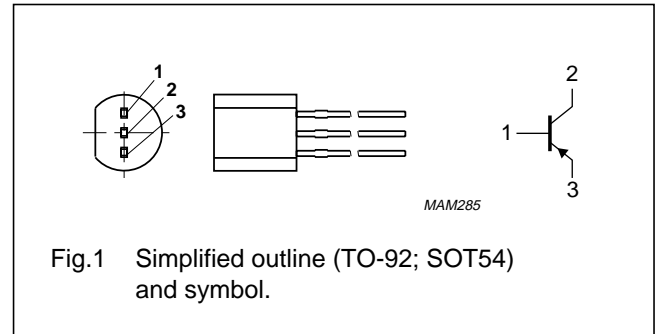 1
2
3
2
1
3
MAM285
Fig.1 Simplified outline (TO-92; SOT54)
and symbol.